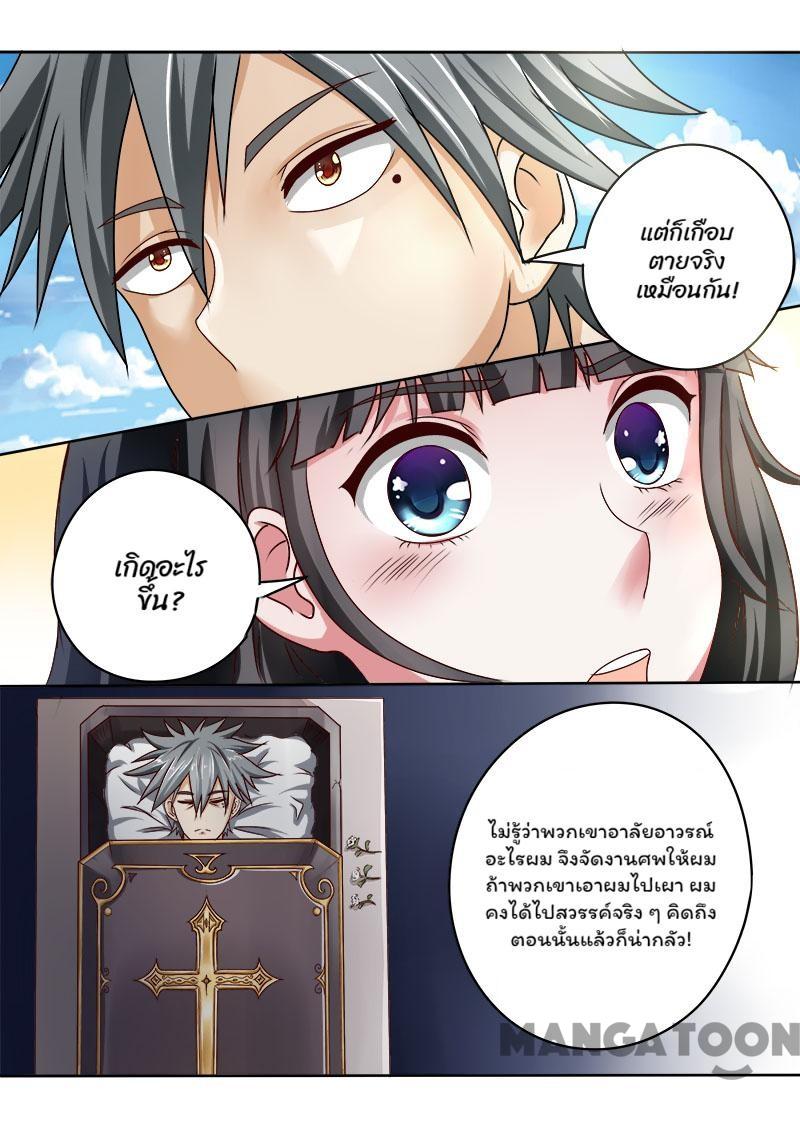 แต่ก็เกือบ
ตายจริง
เหมือนกัน!
เกิดอะไร
ขึ้น?
ไม่รู้ว่าพวกเขาอาลัยอาวรณ์
อะไรผม จึงจัดงานศพให้ผม
ถ้าพวกเขาเอาผมไปเผา ผม
คงได้ไปสวรรค์จริง ๆ คิดถึง
ตอนนั้นแล้วก็น่ากลัว!
MANGATOON